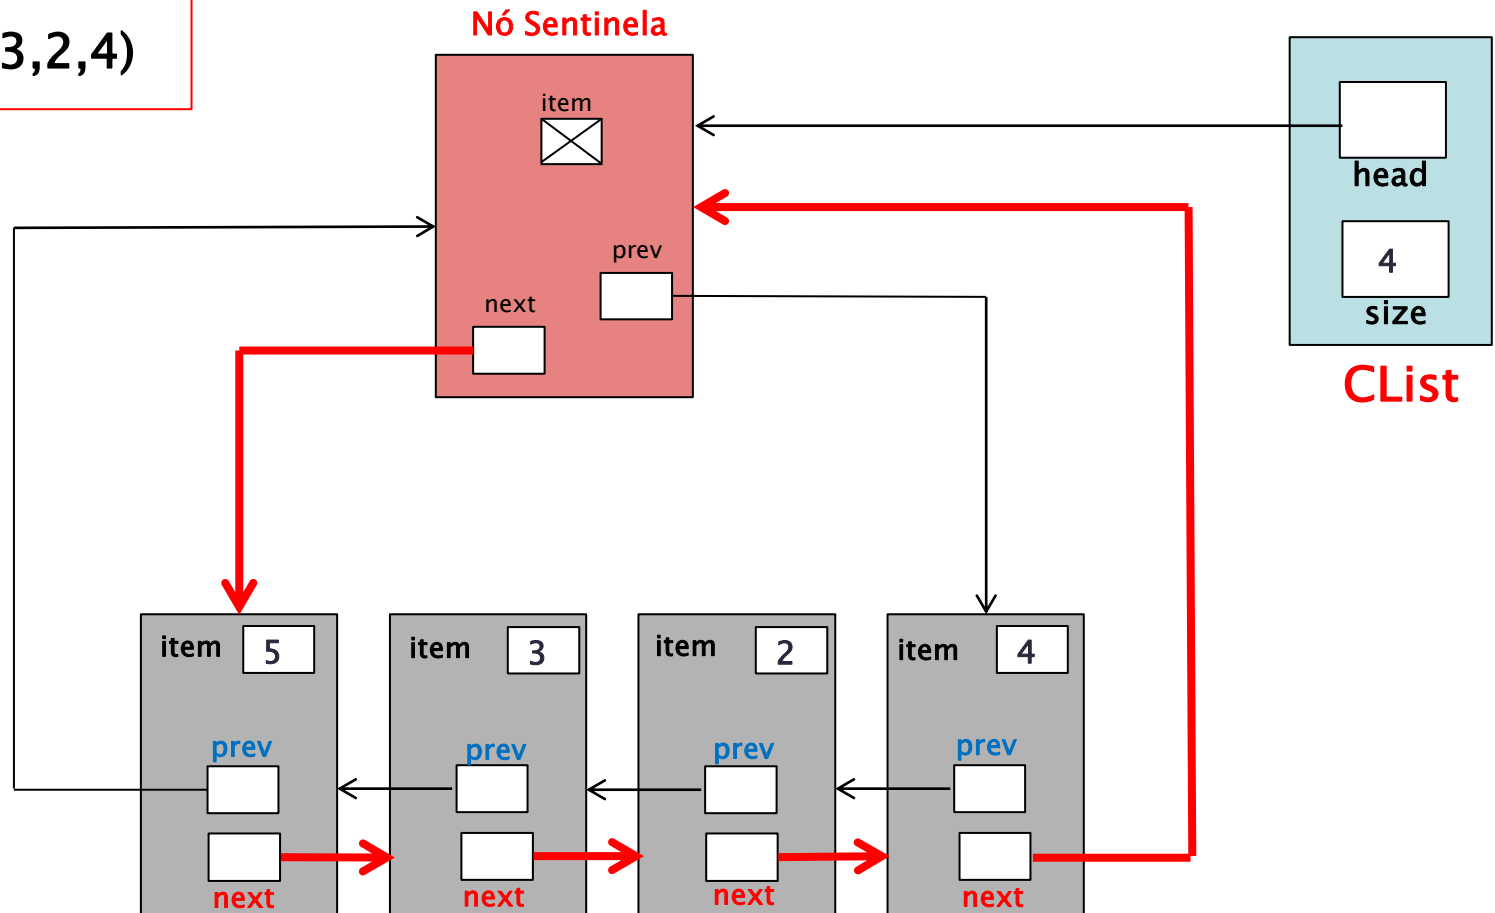 Nó Sentinela
3,2,4)
item
head
prev
4
next
size
CList
item 5
item 3
item 2
item 4
prev
prev
prev
prev
next
next
next
next